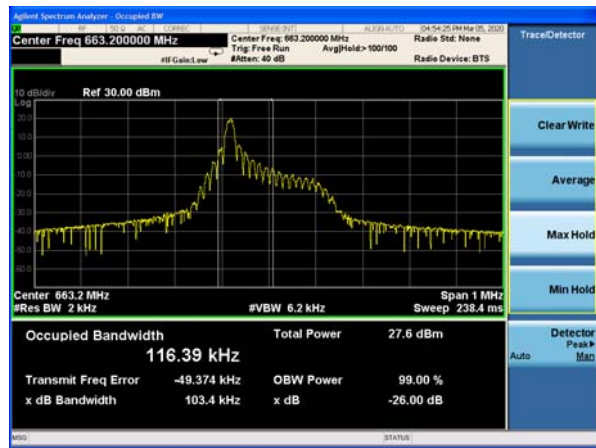 Agilent Spectrum Analyzer - Occupied BW
RF 50 Ω AC CORREC SENSE:INT ALIGN AUTO 04:54:25 PM Mar 05, 2020
Center Freq 663.200000 MHz
Center Freq: 663.200000 MHz
Radio Std: None
Trig: Free Run Avg|Hold:>100/100
#IFGain:Low #Atten: 40 dB Radio Device: BTS
Trace/Detector
10 dB/div Ref 30.00 dBm
Log
20.0
10.0
0.00
10.0
20.0
30.0
40.0
50.0
60.0
Center 663.2 MHz Span 1 MHz
#Res BW 2 kHz #VBW 6.2 kHz Sweep 238.4 ms
Occupied Bandwidth Total Power 27.6 dBm
116.39 kHz
Transmit Freq Error -49.374 kHz OBW Power 99.00 %
x dB Bandwidth 103.4 kHz x dB -26.00 dB
Clear Write
Average
Max Hold
Min Hold
Detector
Peak▶
Auto Man
MSG STATUS